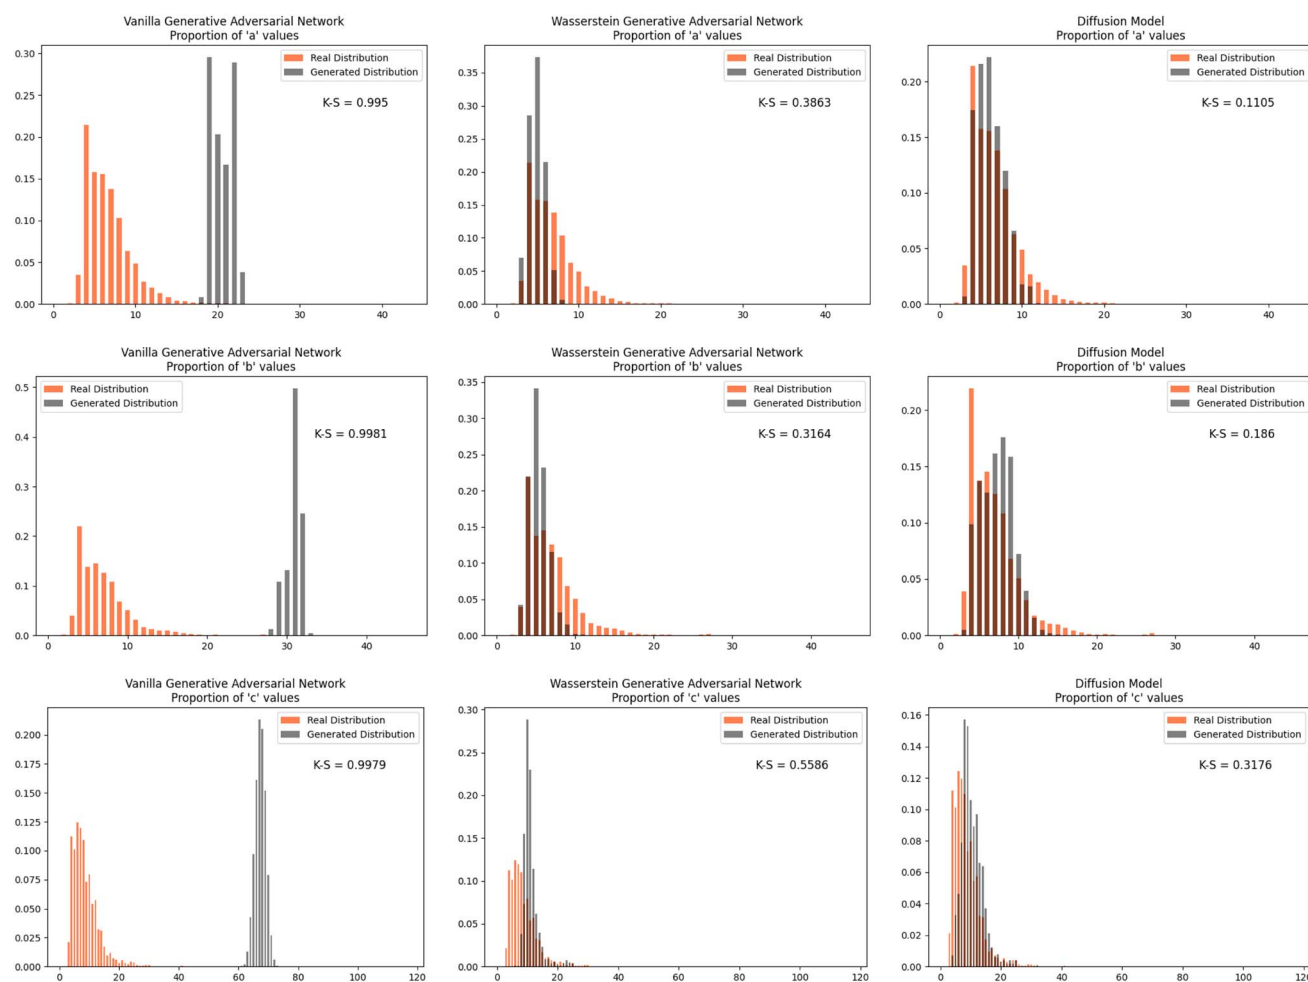 Vanilla Generative Adversarial Network
Proportion of 'a' values
0.30
0.25
0.20
0.15
0.10
0.05
0.00
Real Distribution
Generated Distribution
K-S = 0.995
0 10 20 30 40
Wasserstein Generative Adversarial Network
Proportion of 'a' values
0.35
0.30
0.25
0.20
0.15
0.10
0.05
0.00
Real Distribution
Generated Distribution
K-S = 0.3863
0 10 20 30 40
Diffusion Model
Proportion of 'a' values
0.20
0.15
0.10
0.05
0.00
Real Distribution
Generated Distribution
K-S = 0.1105
0 10 20 30 40
Vanilla Generative Adversarial Network
Proportion of 'b' values
0.5
0.4
0.3
0.2
0.1
0.0
Real Distribution
Generated Distribution
K-S = 0.9981
0 10 20 30 40
Wasserstein Generative Adversarial Network
Proportion of 'b' values
0.35
0.30
0.25
0.20
0.15
0.10
0.05
0.00
Real Distribution
Generated Distribution
K-S = 0.3164
0 10 20 30 40
Diffusion Model
Proportion of 'b' values
0.20
0.15
0.10
0.05
0.00
Real Distribution
Generated Distribution
K-S = 0.186
0 10 20 30 40
Vanilla Generative Adversarial Network
Proportion of 'c' values
0.200
0.175
0.150
0.125
0.100
0.075
0.050
0.025
0.000
Real Distribution
Generated Distribution
K-S = 0.9979
0 20 40 60 80 100 120
Wasserstein Generative Adversarial Network
Proportion of 'c' values
0.30
0.25
0.20
0.15
0.10
0.05
0.00
Real Distribution
Generated Distribution
K-S = 0.5586
0 20 40 60 80 100 120
Diffusion Model
Proportion of 'c' values
0.16
0.14
0.12
0.10
0.08
0.06
0.04
0.02
0.00
Real Distribution
Generated Distribution
K-S = 0.3176
0 20 40 60 80 100 120